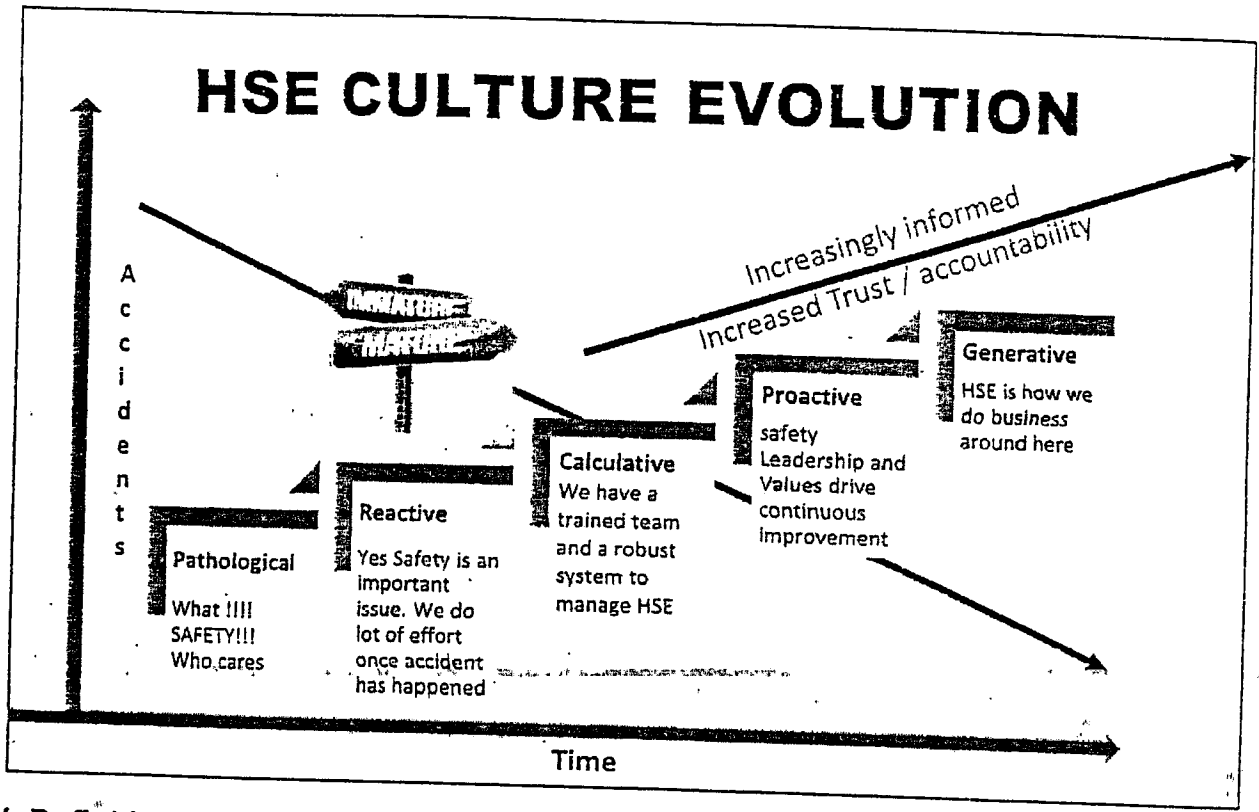 HSE CULTURE EVOLUTION
Accidents
IMMATURE
Increasingly informed
Increased Trust / accountability
Pathological
What !!!!
SAFETY!!!
Who cares
Reactive
Yes Safety is an
important
issue. We do
lot of effort
once accident
has happened
Calculative
We have a
trained team
and a robust
system to
manage HSE
Proactive
safety
Leadership and
Values drive
continuous
Improvement
Generative
HSE is how we
do business
around here
Time